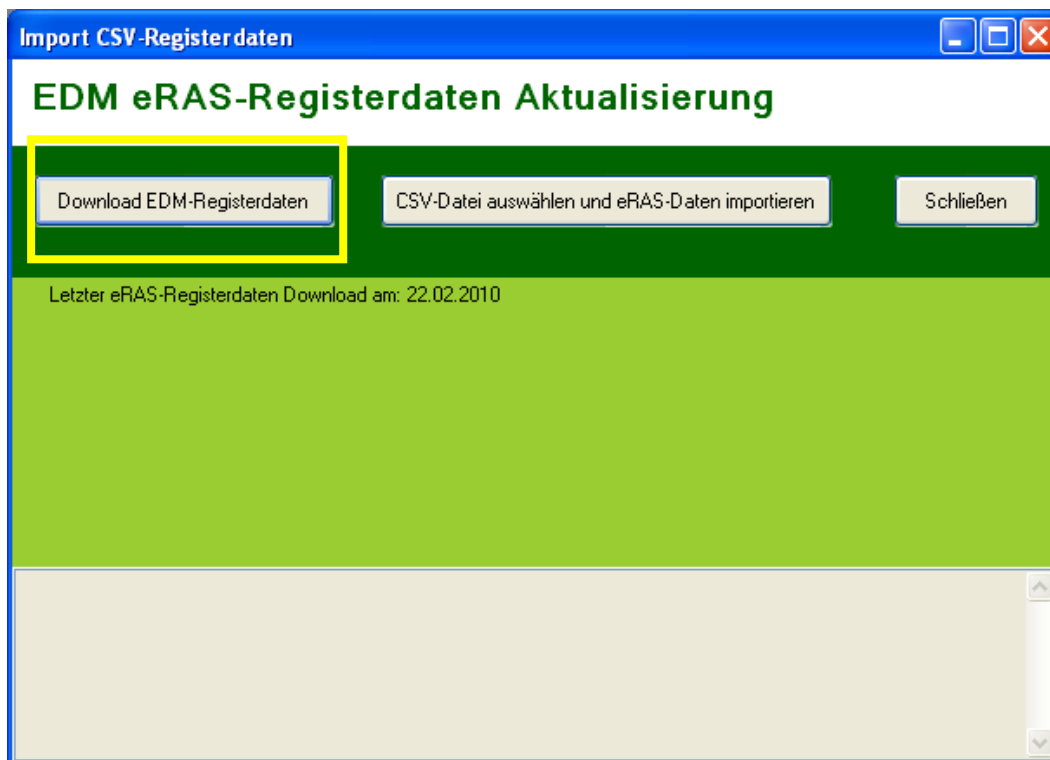 Import CSV-Registerdaten
EDM eRAS-Registerdaten Aktualisierung
Download EDM-Registerdaten
CSV-Datei auswählen und eRAS-Daten importieren
Schließen
Letzter eRAS-Registerdaten Download am: 22.02.2010